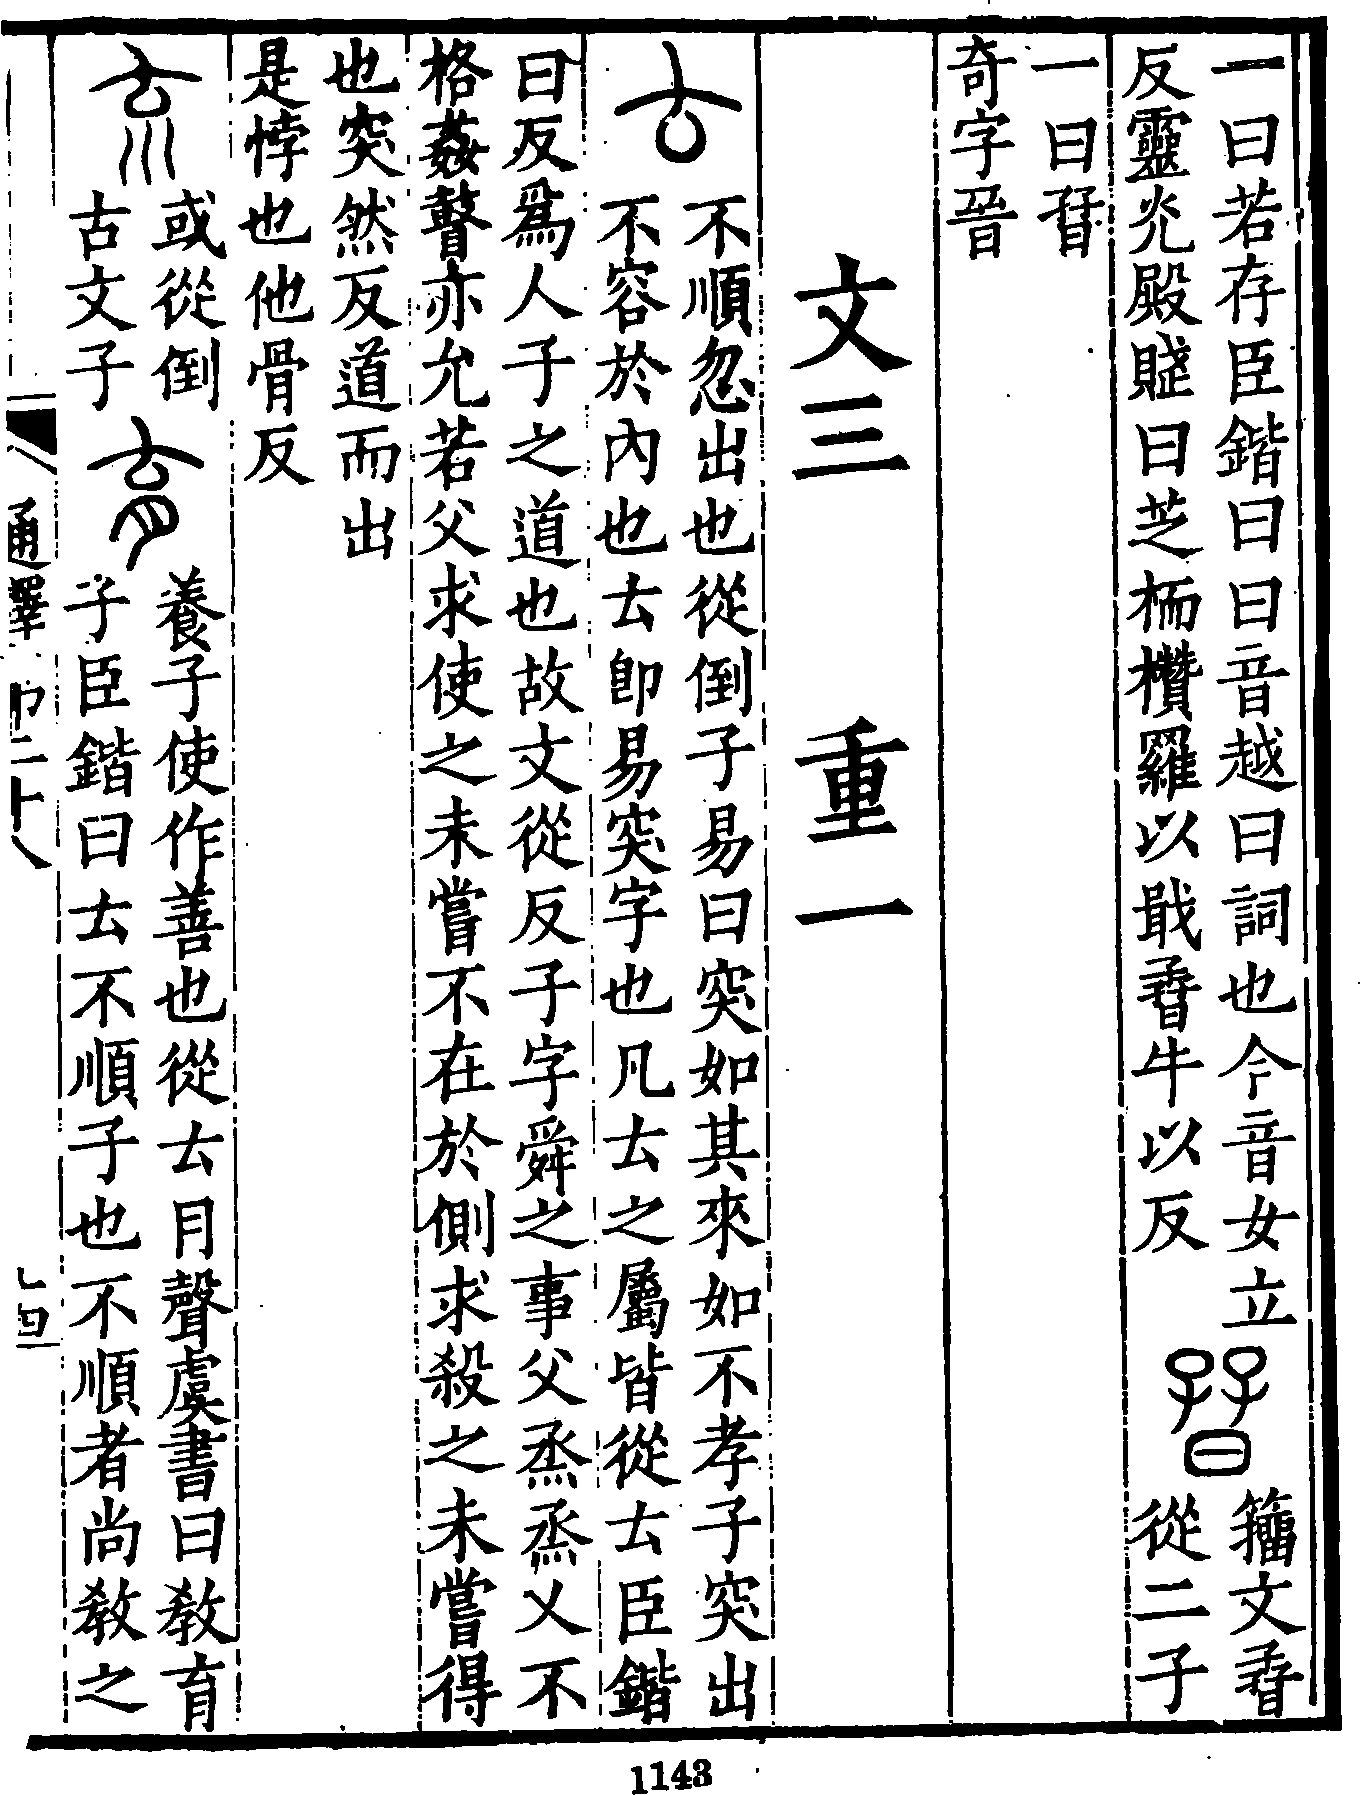 一曰若存臣鍇曰曰音越曰詞也今音女立
反靈光殿賦曰芝栭欑羅以戢孴牛以反
籀文孴
從二子
一曰㬜
奇字㬜
文三　重一
𠫓
不順忽出也從倒子易曰突如其來如不孝子突出
不容於內也𠫓卽易突字也凡𠫓之屬皆從𠫓臣鍇
曰反爲人子之道也故文從反子字舜之事父烝烝乂不
格姦瞽亦允若父求使之未嘗不在於側求殺之未嘗得
也突然反道而出
是悖也他骨反
㐬
或從倒
古文子
育
養子使作善也從𠫓月聲虞書曰敎育
子臣鍇曰𠫓不順子也不順者尚敎之
通釋弟二十八
1143